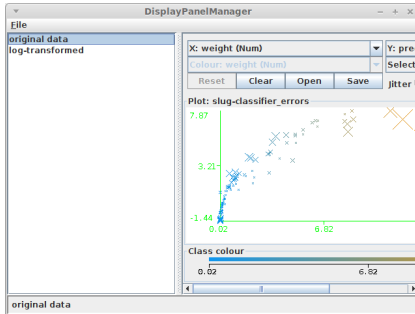 DisplayPanelManager
File
original data
log-transformed
X: weight (Num)
Y: pre
Colour: weight (Num)
Select
Reset
Clear
Open
Save
Jitter
Plot: slug-classifier_errors
7.87
3.21
-1.44
0.02
6.82
Class colour
0.02
6.82
original data